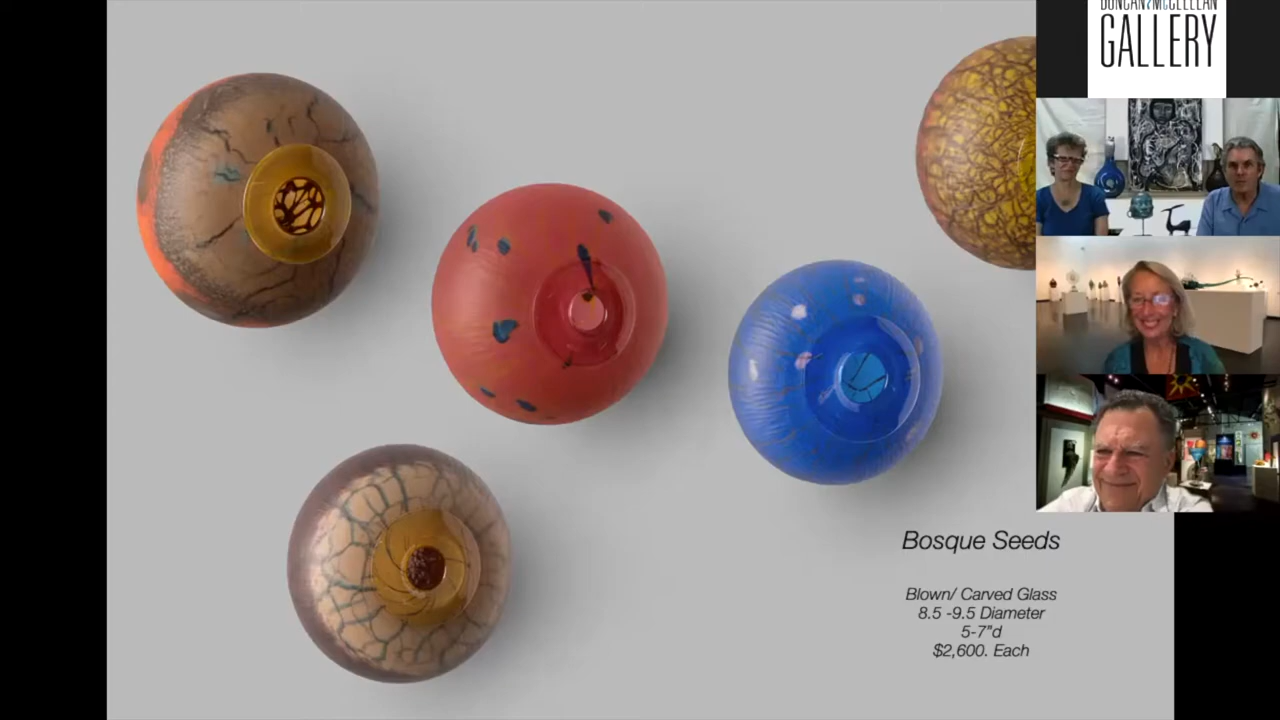 DUNCAN McCLELLAN
GALLERY
Bosque Seeds
Blown/ Carved Glass
8.5 -9.5 Diameter
5-7"d
$2,600. Each